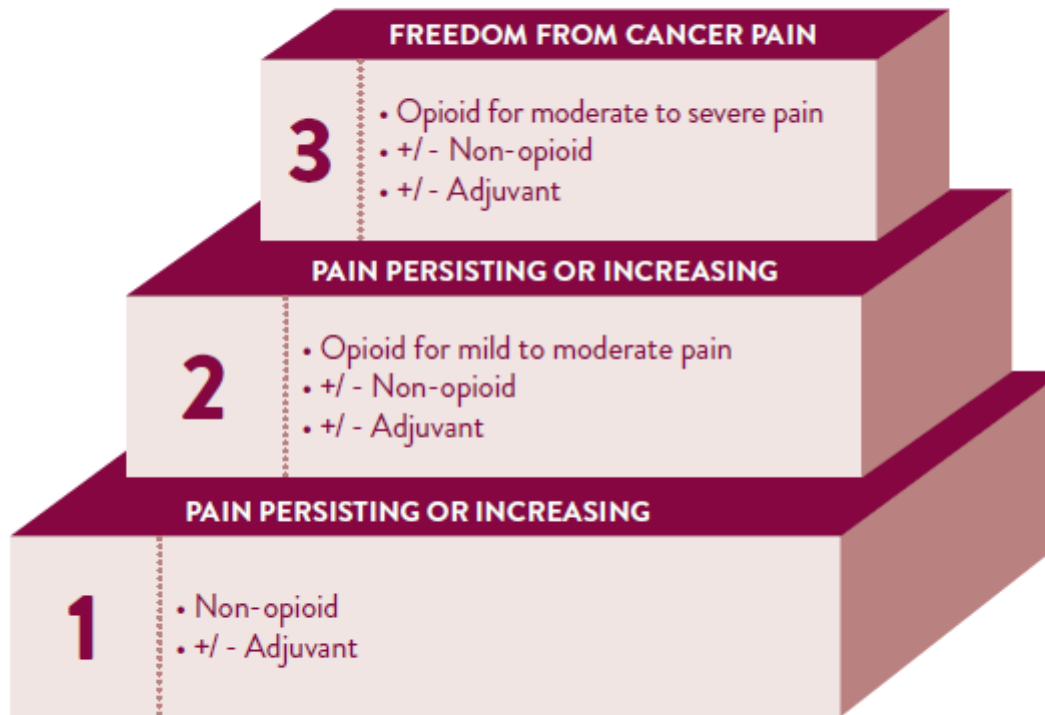 FREEDOM FROM CANCER PAIN
3
• Opioid for moderate to severe pain
• +/ - Non-opioid
• +/ - Adjuvant
PAIN PERSISTING OR INCREASING
2
• Opioid for mild to moderate pain
• +/ - Non-opioid
• +/ - Adjuvant
PAIN PERSISTING OR INCREASING
1
• Non-opioid
• +/ - Adjuvant